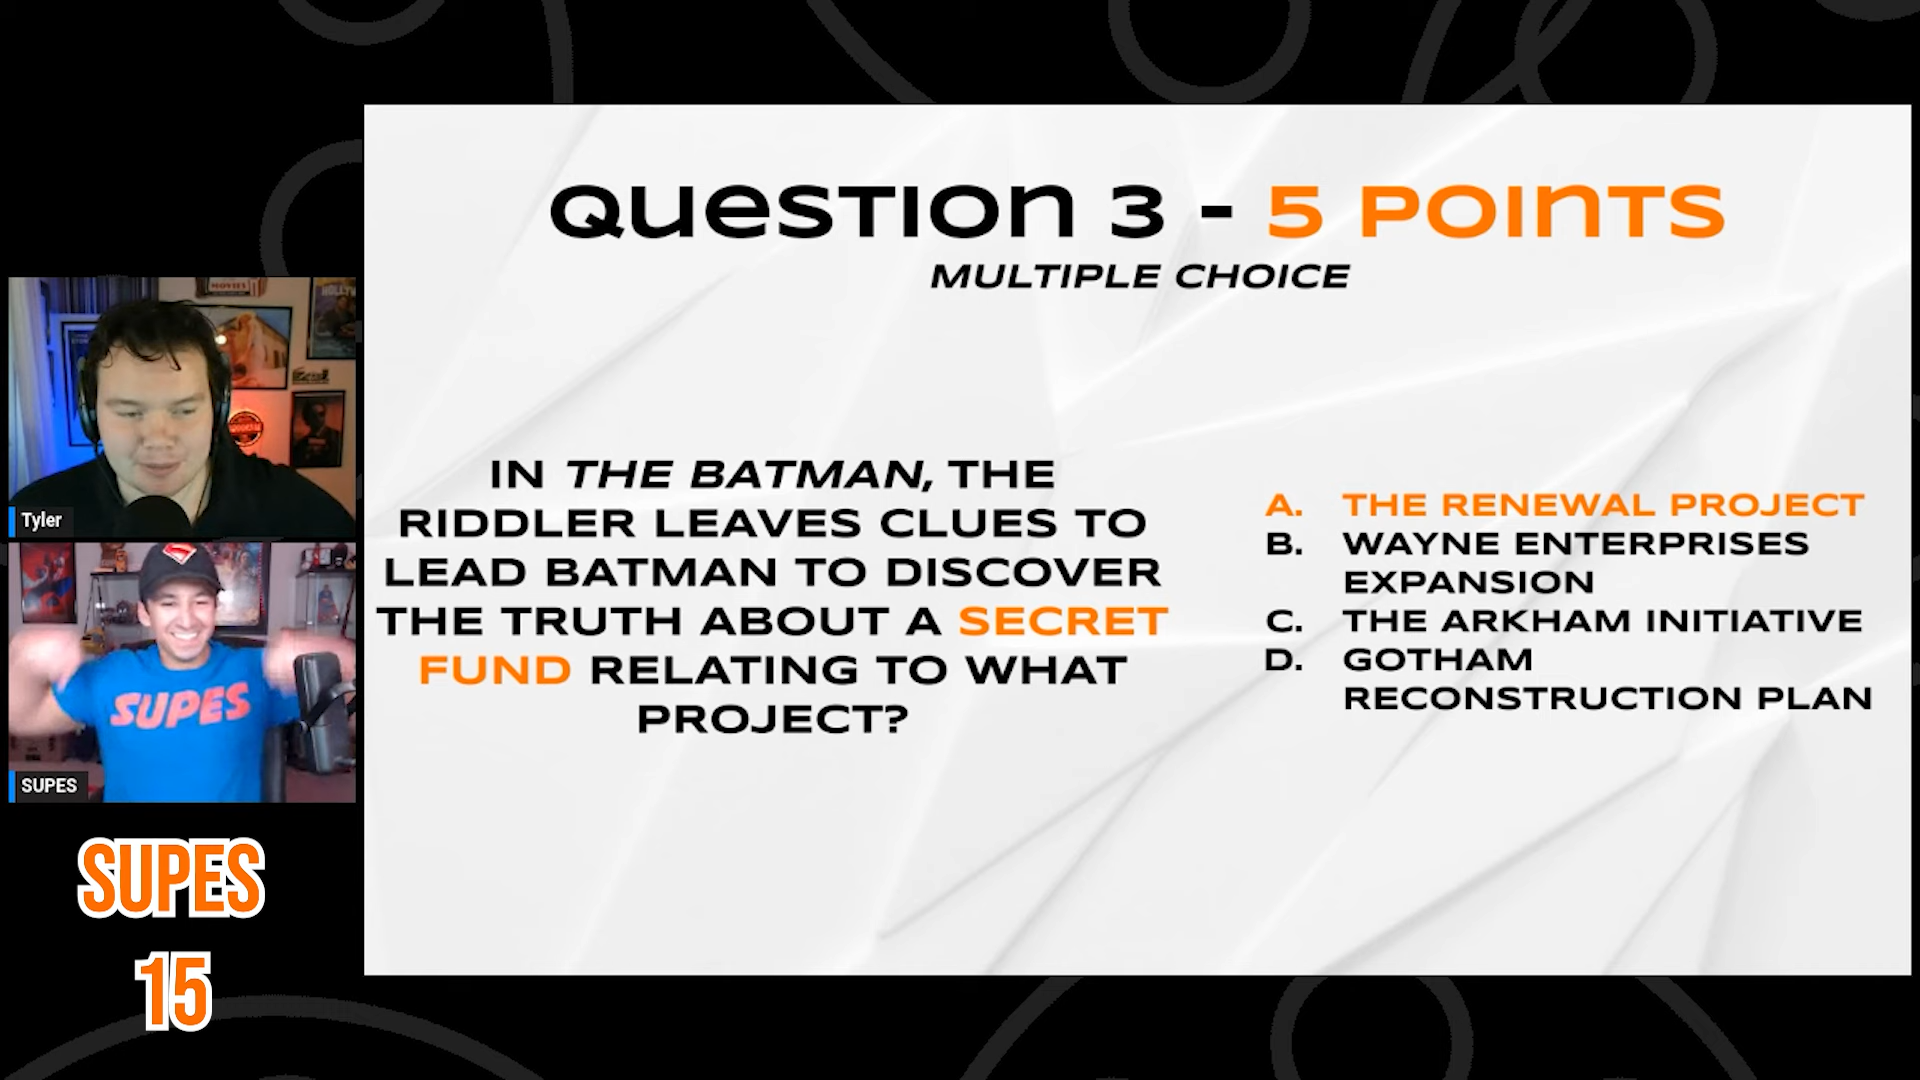 QUESTION 3 - 5 POINTS
MULTIPLE CHOICE
IN THE BATMAN, THE
RIDDLER LEAVES CLUES TO
LEAD BATMAN TO DISCOVER
THE TRUTH ABOUT A SECRET
FUND RELATING TO WHAT
PROJECT?
A. THE RENEWAL PROJECT
B. WAYNE ENTERPRISES
EXPANSION
C. THE ARKHAM INITIATIVE
D. GOTHAM
RECONSTRUCTION PLAN
MOVIES
Tyler
SUPES
SUPES
SUPES
15